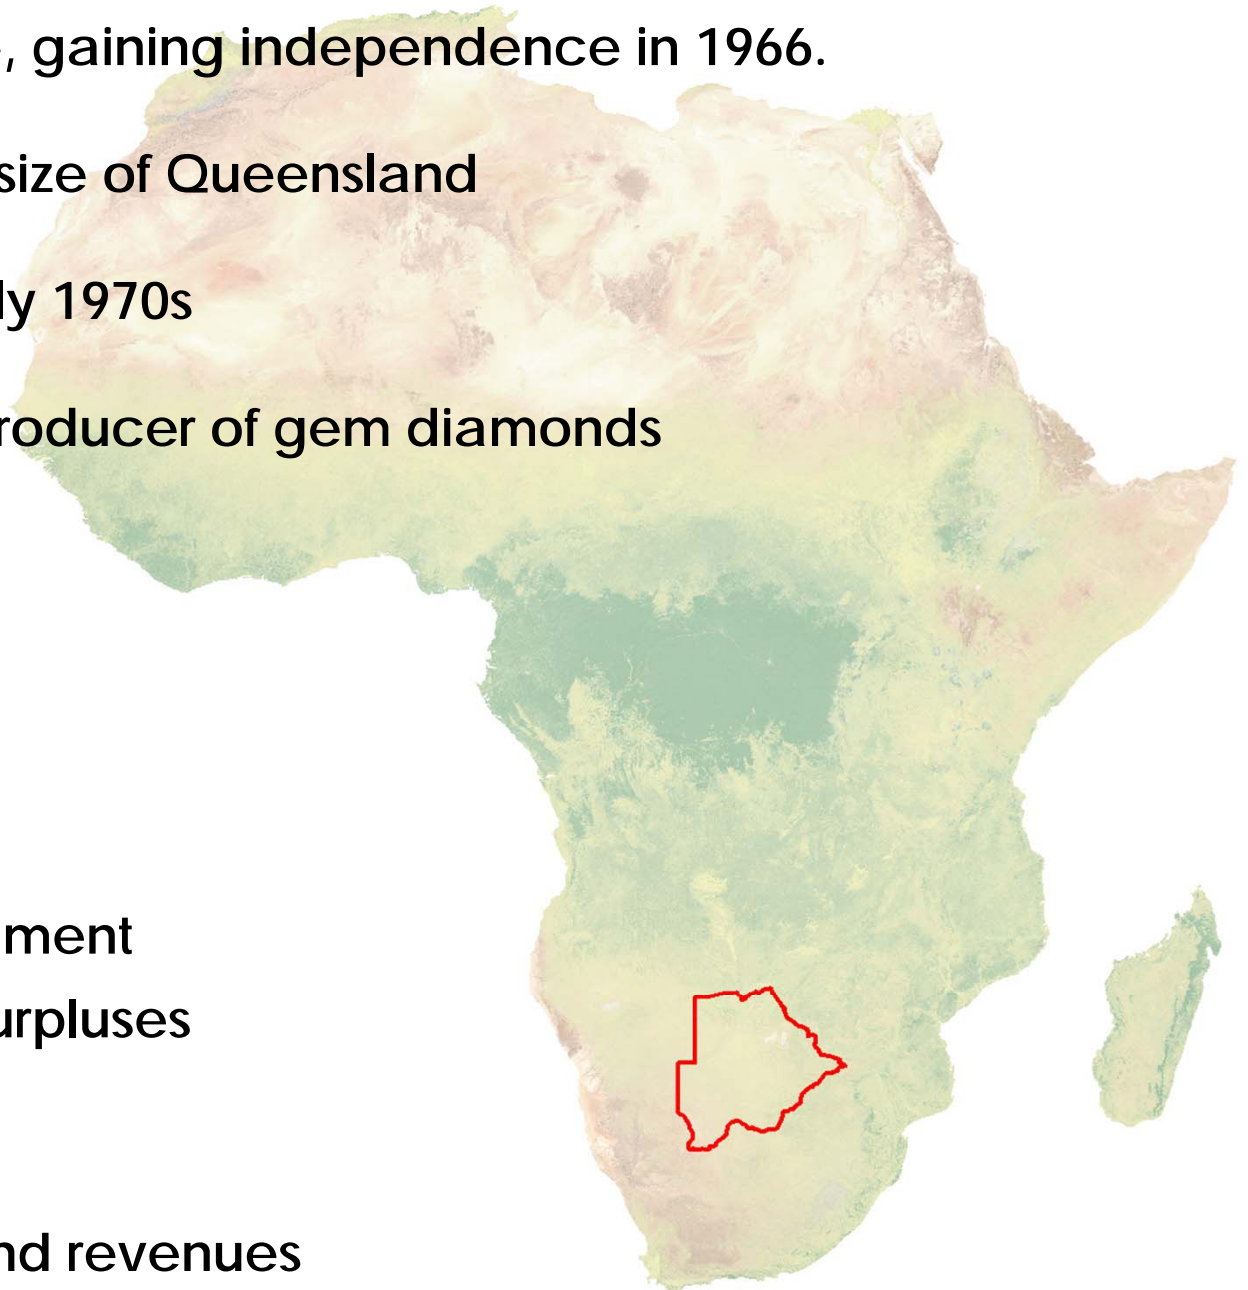 , gaining independence in 1966.
size of Queensland
ly 1970s
roducer of gem diamonds
ment
urpluses
nd revenues